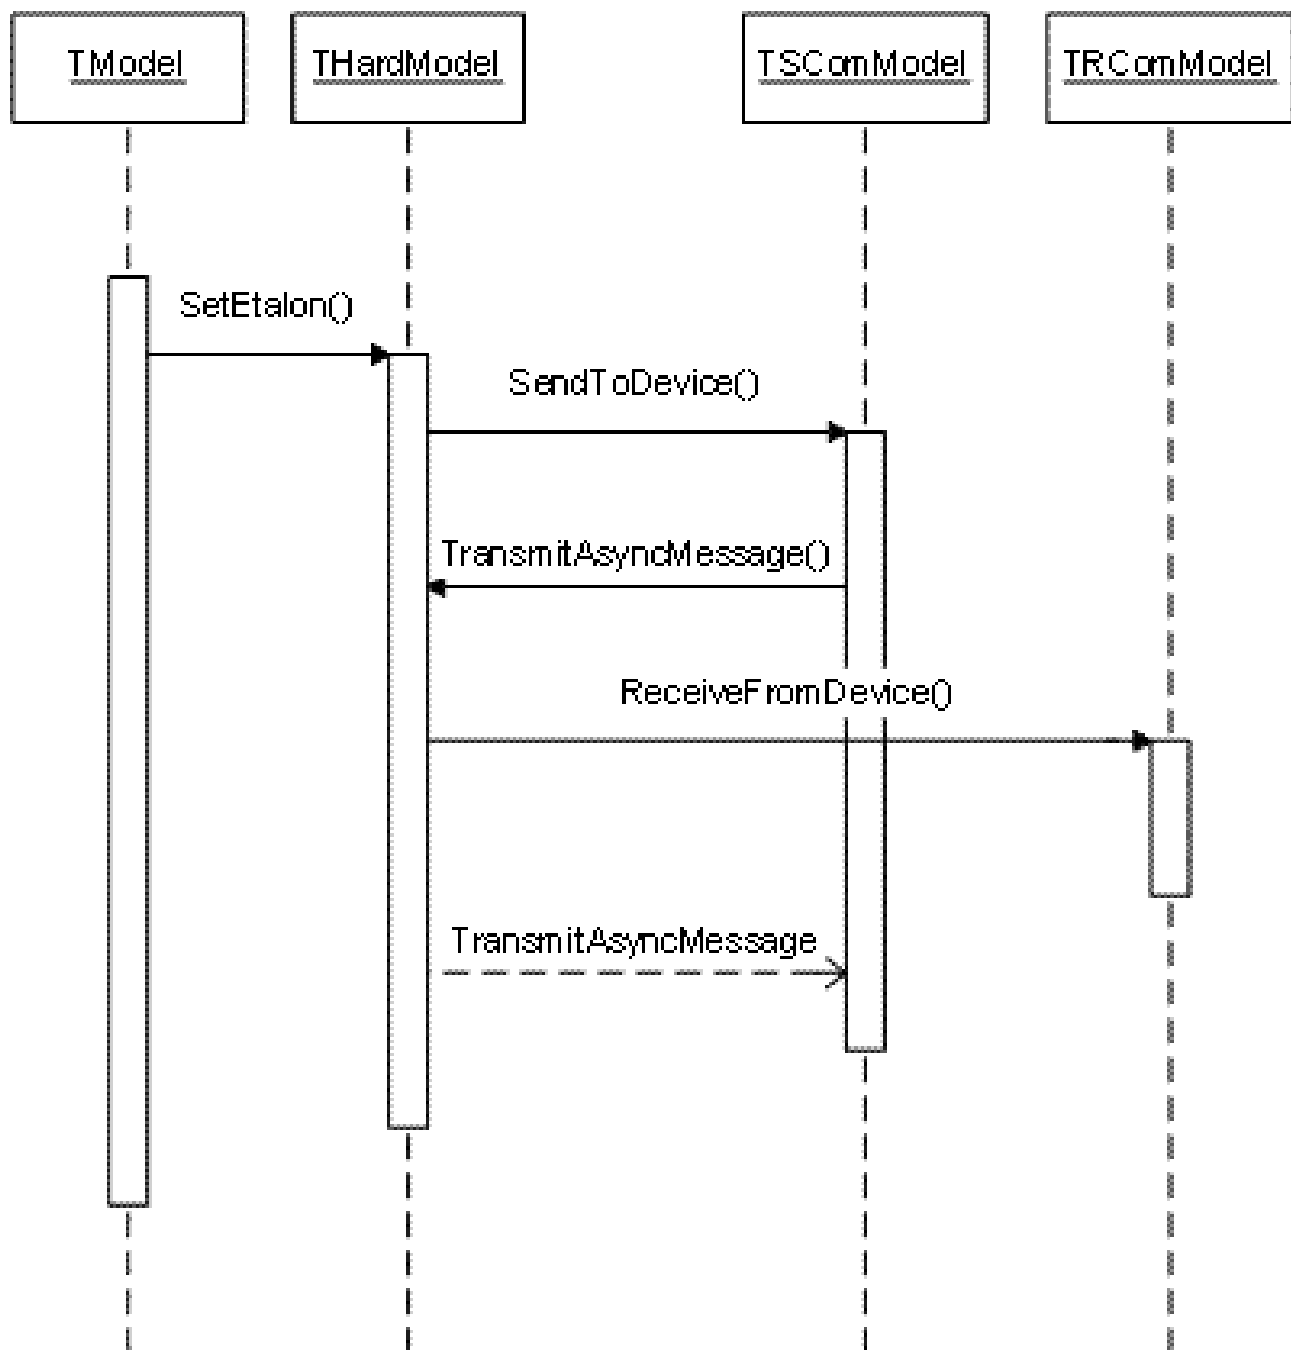 TModel
THardModel
TSComModel
TRComModel
SetEtalon()
SendToDevice()
TransmitAsyncMessage()
ReceiveFromDevice()
TransmitAsyncMessage